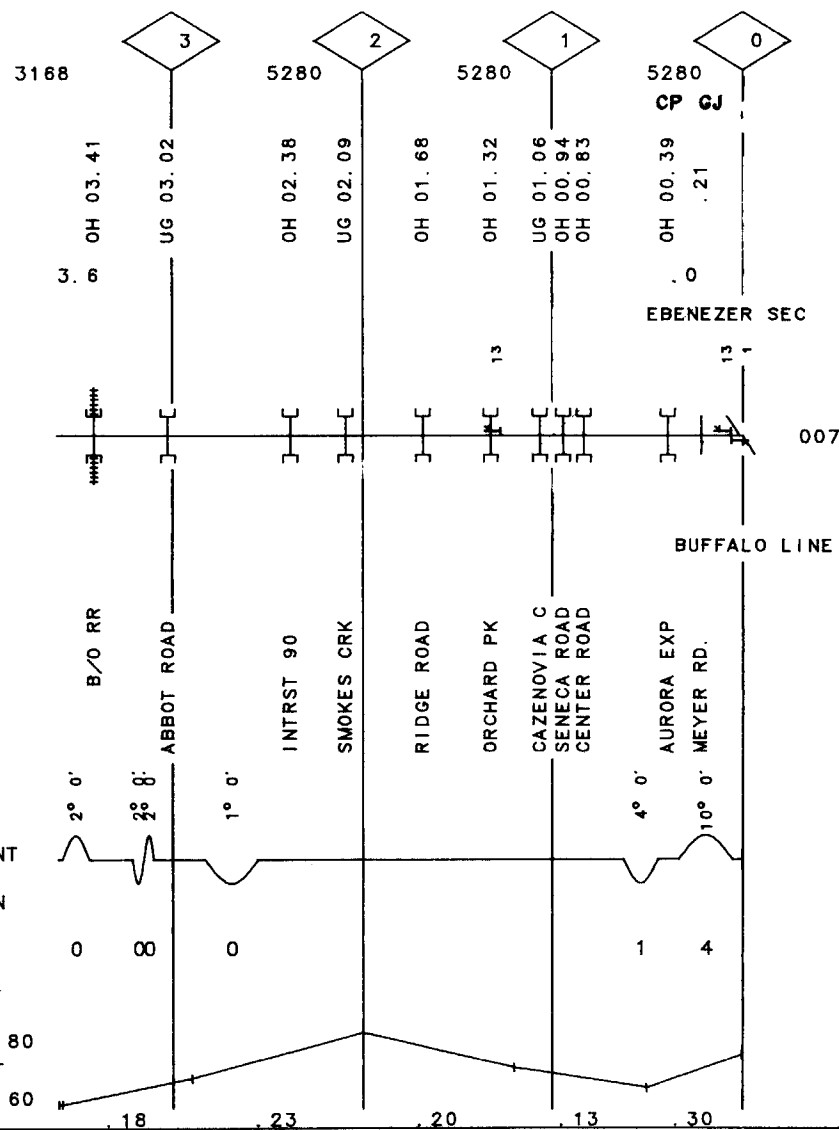 3 2 1 0
3168 5280 5280 5280
CP GJ
OH 03.41
UG 03.02
OH 02.38
UG 02.09
OH 01.68
OH 01.32
UG 01.06
OH 00.94
OH 00.83
OH 00.39
.21
3.6 .0
EBENEZER SEC
13 13 1
007
BUFFALO LINE
B/O RR
ABBOT ROAD
INTRST 90
SMOKES CRK
RIDGE ROAD
ORCHARD PK
CAZENOVIA C
SENECA ROAD
CENTER ROAD
AURORA EXP
MEYER RD.
2° 0'
2° 0'
2° 0'
1° 0'
4° 0'
10° 0'
NT
N
0 00 0 1 4
80
60
.18 .23 .20 .13 .30